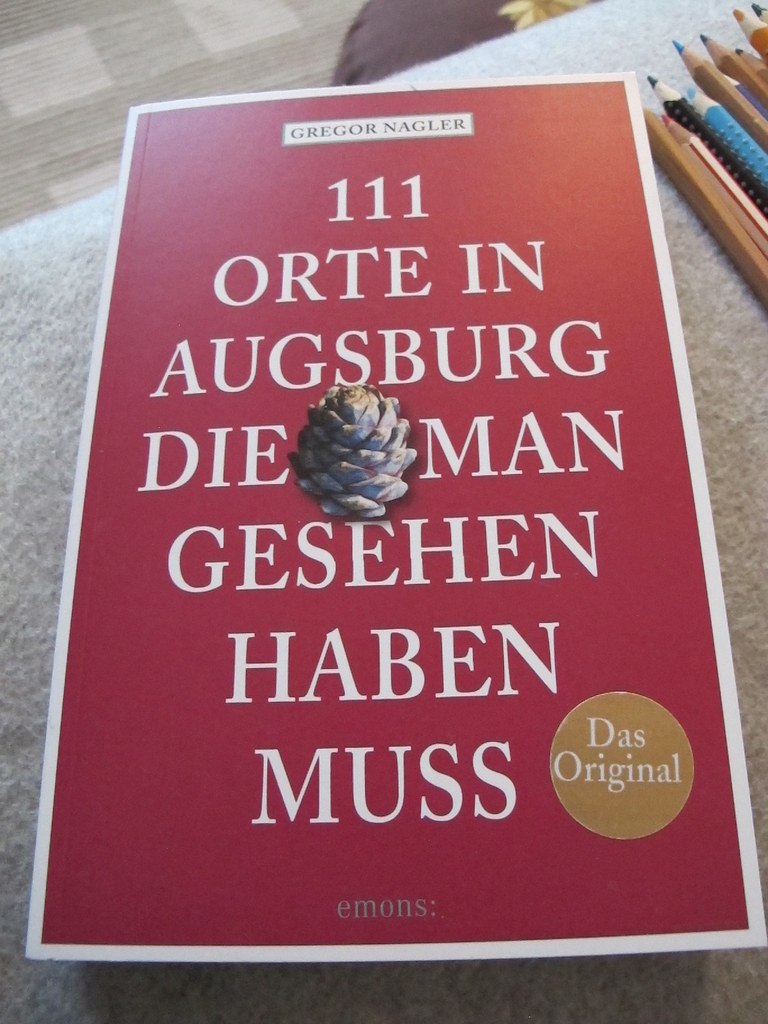 GREGOR NAGLER
111
ORTE IN
AUGSBURG
DIE MAN
GESEHEN
HABEN
MUSS
Das
Original
emons: